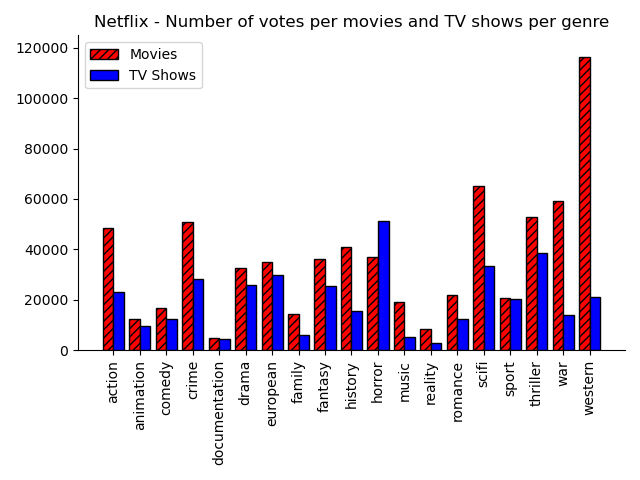 Netflix - Number of votes per movies and TV shows per genre
120000
100000
80000
60000
40000
20000
0
Movies
TV Shows
action
animation
comedy
crime
documentation
drama
european
family
fantasy
history
horror
music
reality
romance
scifi
sport
thriller
war
western